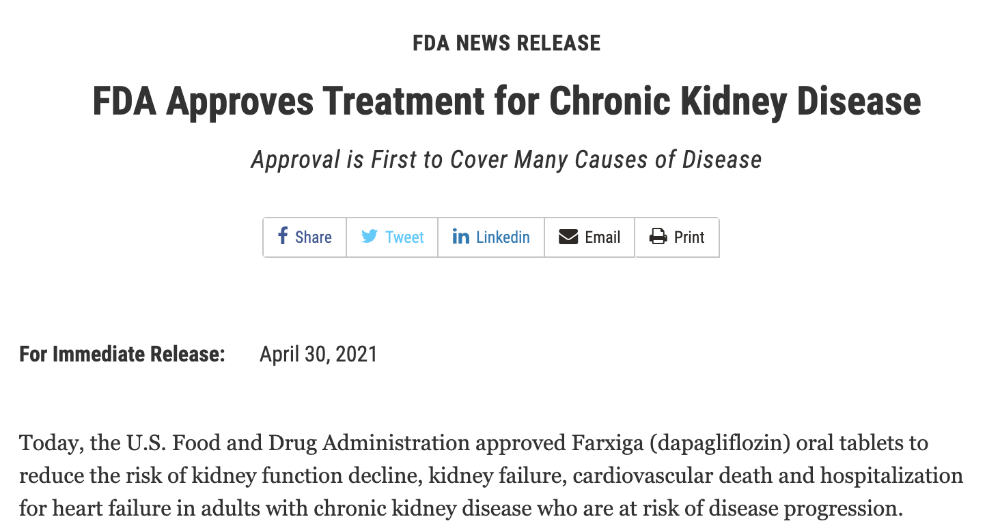 FDA NEWS RELEASE
FDA Approves Treatment for Chronic Kidney Disease
Approval is First to Cover Many Causes of Disease
Share Tweet Linkedin Email Print
For Immediate Release: April 30, 2021
Today, the U.S. Food and Drug Administration approved Farxiga (dapagliflozin) oral tablets to
reduce the risk of kidney function decline, kidney failure, cardiovascular death and hospitalization
for heart failure in adults with chronic kidney disease who are at risk of disease progression.